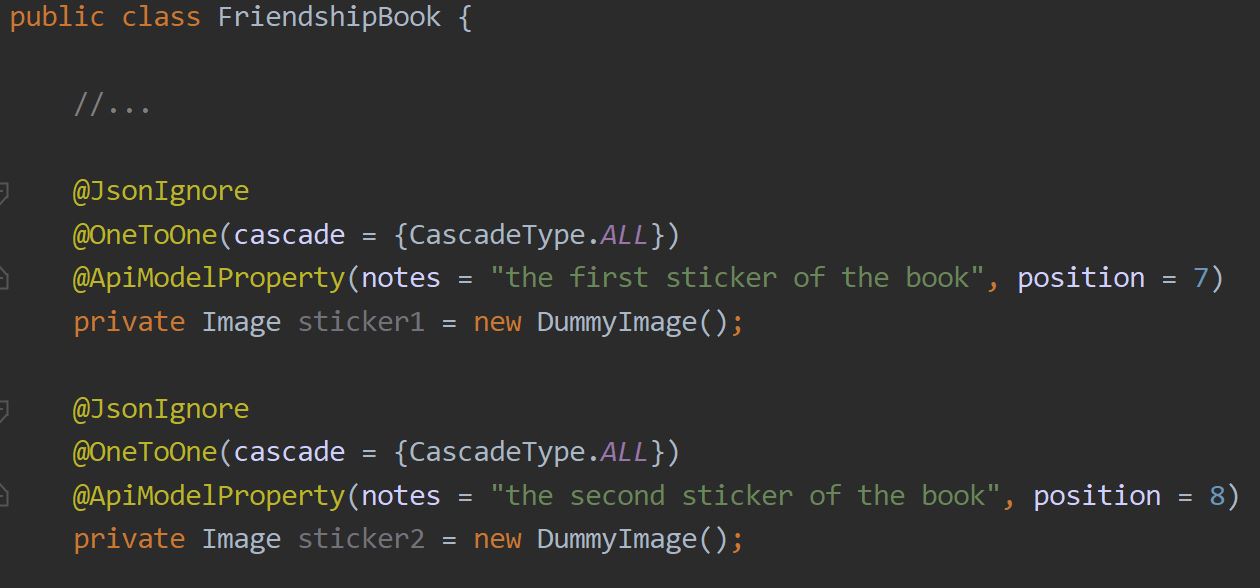 public class FriendshipBook {
//...
@JsonIgnore
@OneToOne(cascade = {CascadeType.ALL})
@ApiModelProperty(notes = "the first sticker of the book", position = 7)
private Image sticker1 = new DummyImage();
@JsonIgnore
@OneToOne(cascade = {CascadeType.ALL})
@ApiModelProperty(notes = "the second sticker of the book", position = 8)
private Image sticker2 = new DummyImage();